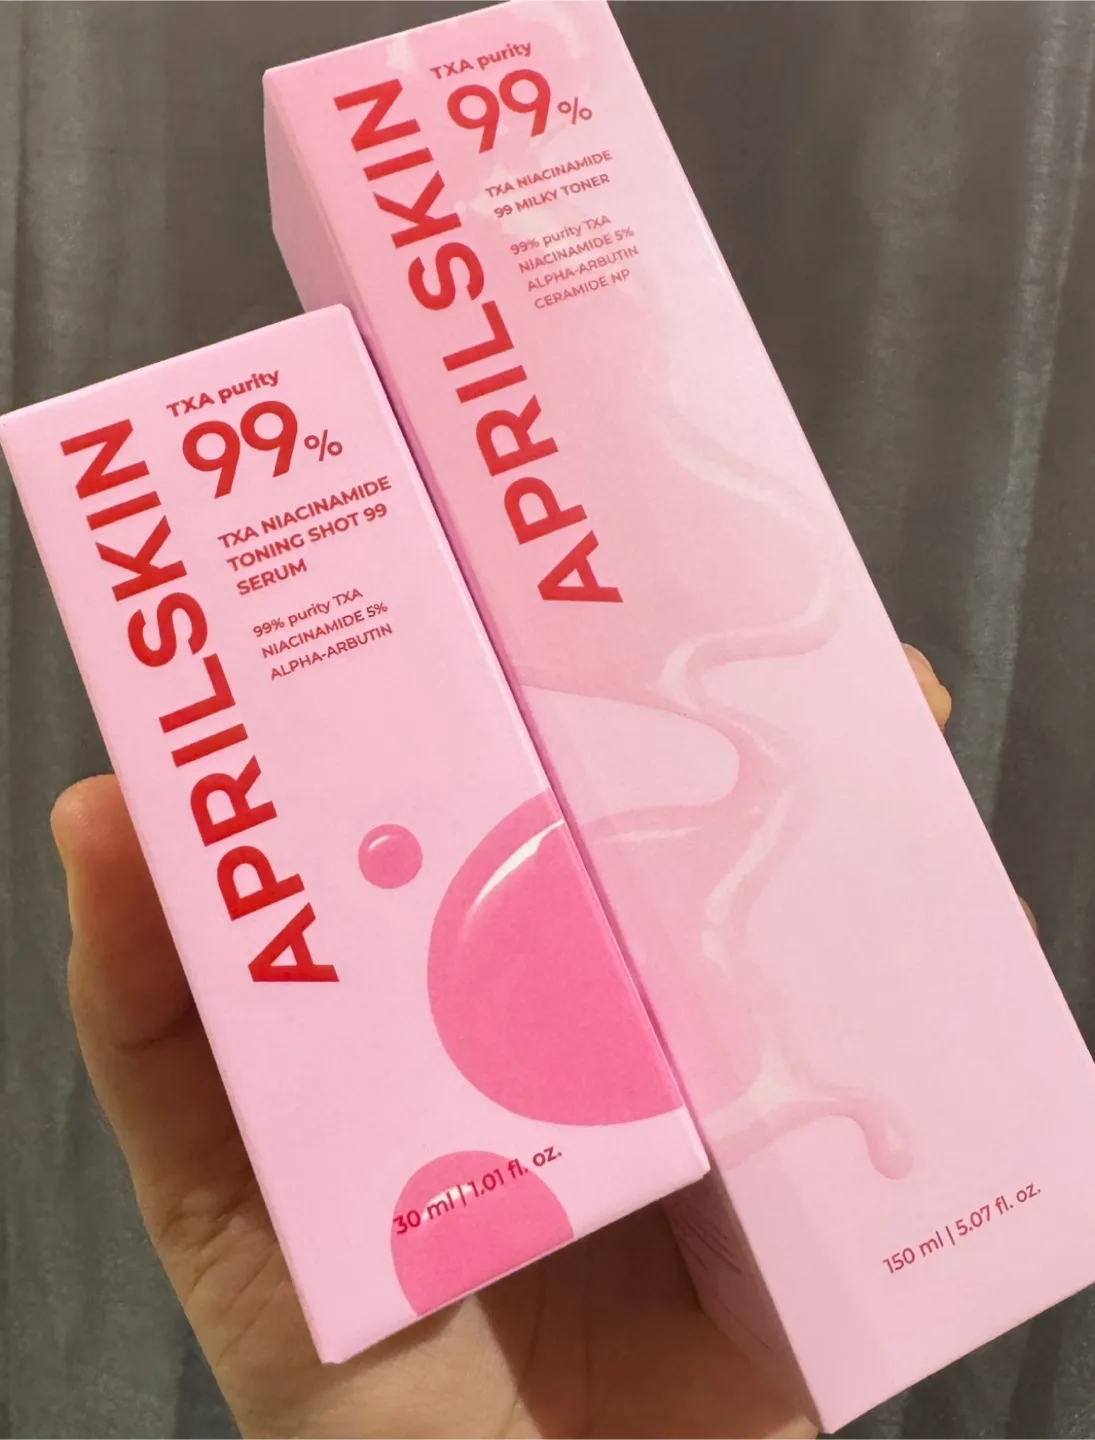 APRILSKIN
TXA purity
99%
TXA NIACINAMIDE
99 MILKY TONER
99% purity TXA
NIACINAMIDE 5%
ALPHA-ARBUTIN
CERAMIDE NP
150 ml | 5.07 fl. oz.
APRILSKIN
TXA purity
99%
TXA NIACINAMIDE
TONING SHOT 99
SERUM
99% purity TXA
NIACINAMIDE 5%
ALPHA-ARBUTIN
30 ml | 1.01 fl. oz.